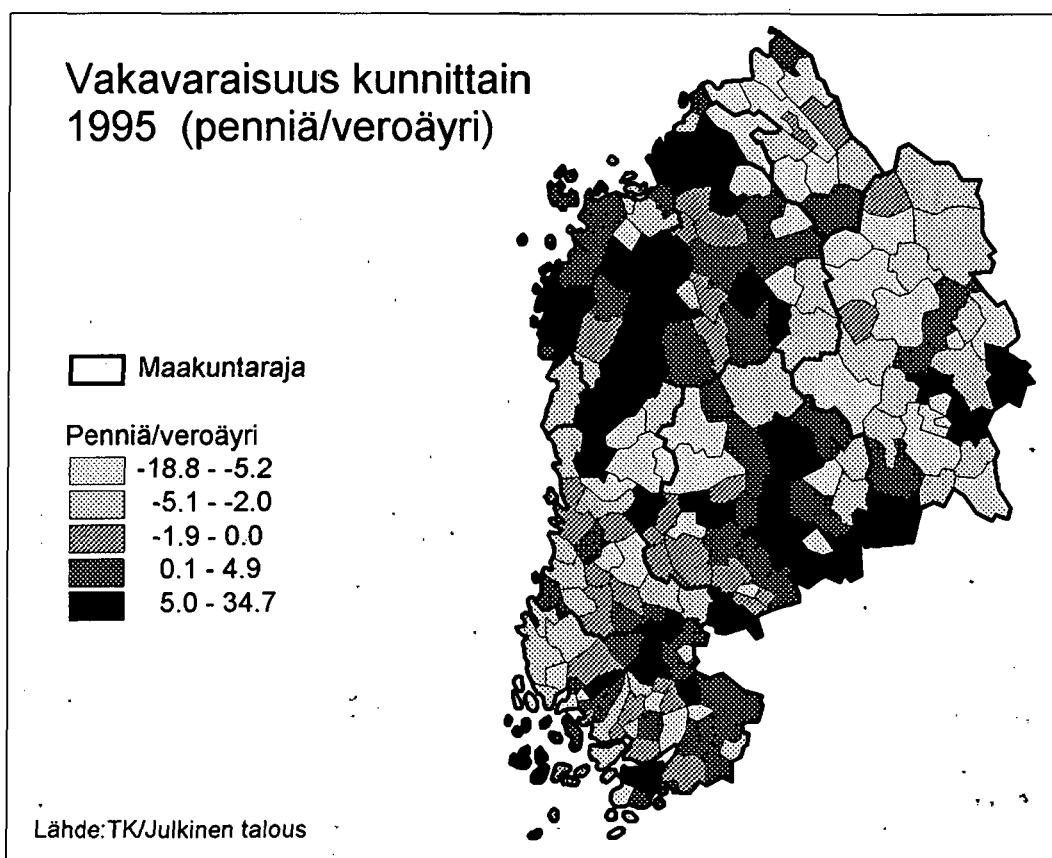 Vakavaraisuus kunnittain
1995 (penniä/veroäyri)
Maakuntaraja
Penniä/veroäyri
-18.8 - -5.2
-5.1 - -2.0
-1.9 - 0.0
0.1 - 4.9
5.0 - 34.7
Lähde:TK/Julkinen talous